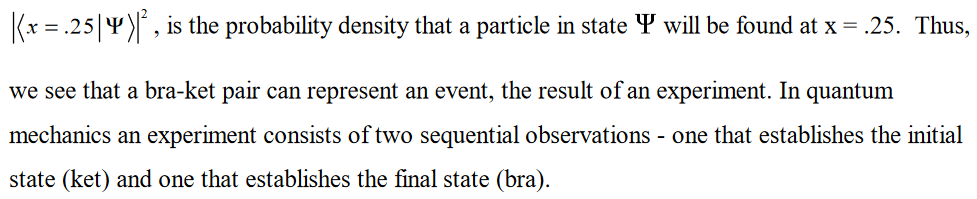 |⟨x = .25|Ψ⟩|², is the probability density that a particle in state Ψ will be found at x = .25. Thus,
we see that a bra-ket pair can represent an event, the result of an experiment. In quantum
mechanics an experiment consists of two sequential observations - one that establishes the initial
state (ket) and one that establishes the final state (bra).